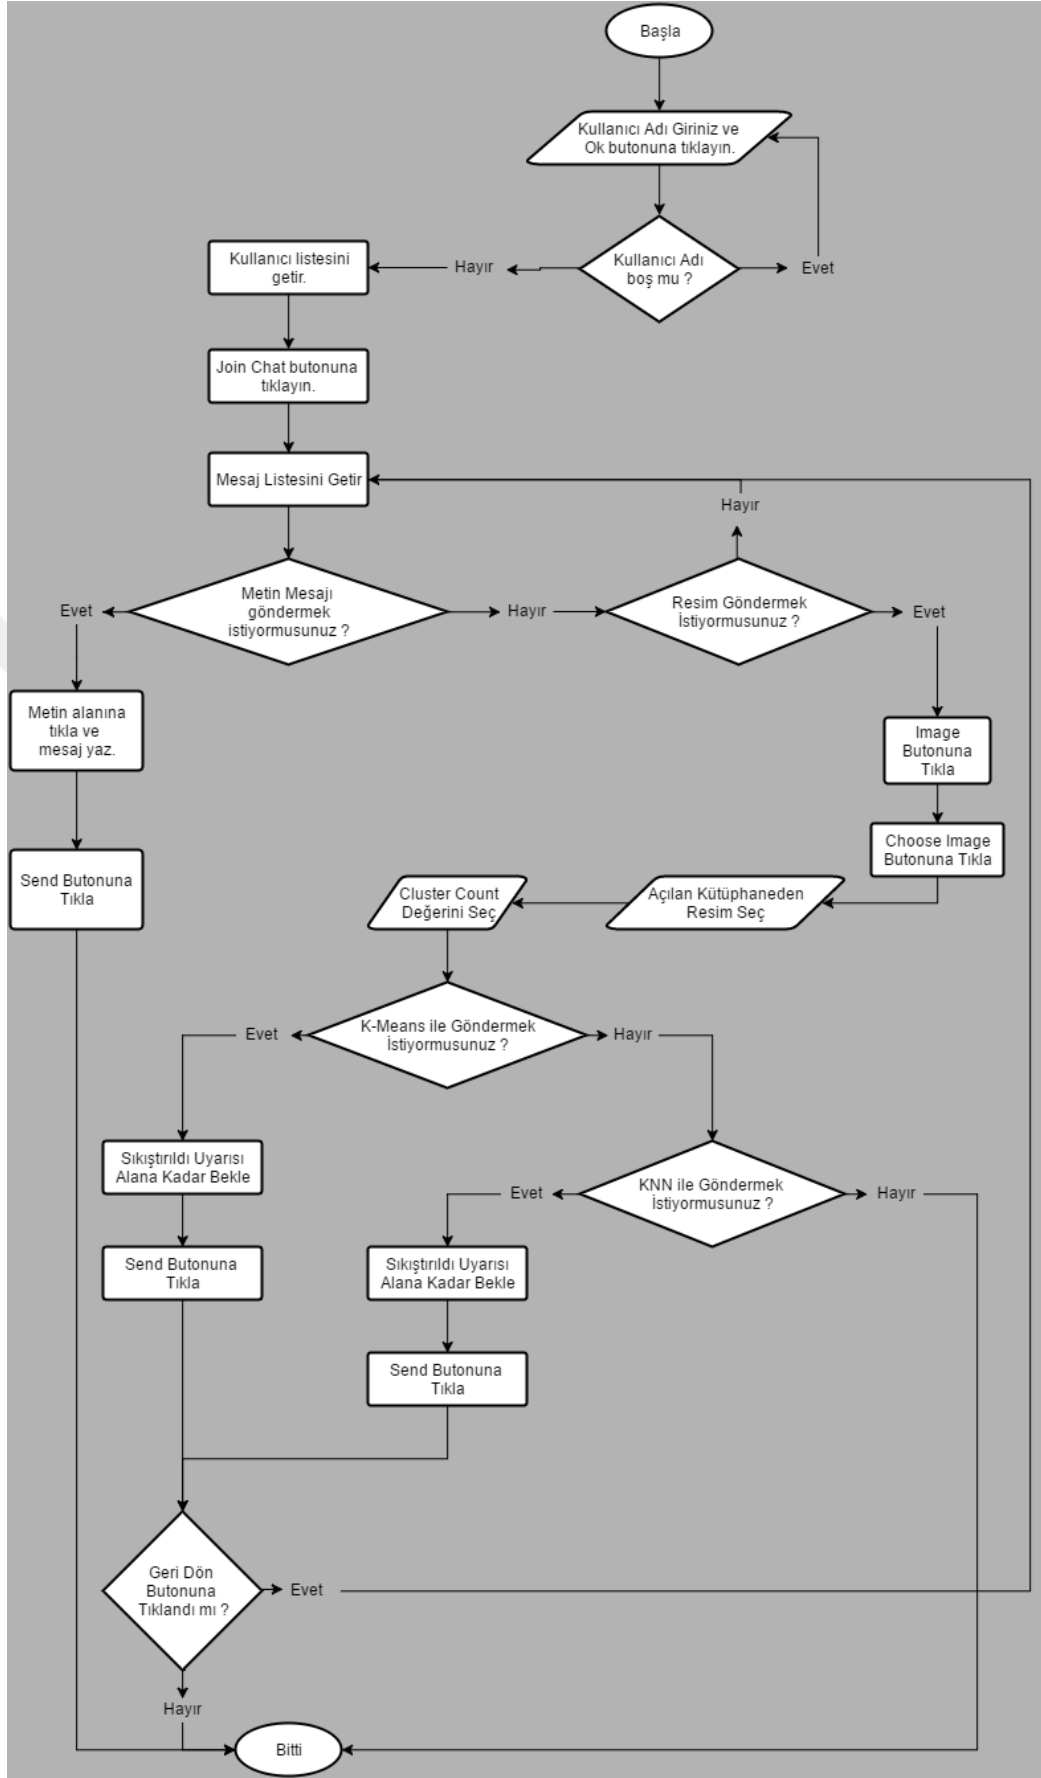 Başla
Kullanıcı Adı Giriniz ve
Ok butonuna tıklayın.
Kullanıcı Adı
boş mu ?
Evet
Hayır
Kullanıcı listesini
getir.
Join Chat butonuna
tıklayın.
Mesaj Listesini Getir
Hayır
Metin Mesajı
göndermek
istiyormusunuz ?
Evet
Hayır
Resim Göndermek
İstiyormusunuz ?
Evet
Metin alanına
tıkla ve
mesaj yaz.
Image
Butonuna
Tıkla
Choose Image
Butonuna Tıkla
Send Butonuna
Tıkla
Cluster Count
Değerini Seç
Açılan Kütüphaneden
Resim Seç
K-Means ile Göndermek
İstiyormusunuz ?
Evet
Hayır
Sıkıştırıldı Uyarısı
Alana Kadar Bekle
KNN ile Göndermek
İstiyormusunuz ?
Evet
Hayır
Send Butonuna
Tıkla
Sıkıştırıldı Uyarısı
Alana Kadar Bekle
Send Butonuna
Tıkla
Geri Dön
Butonuna
Tıklandı mı ?
Evet
Hayır
Bitti